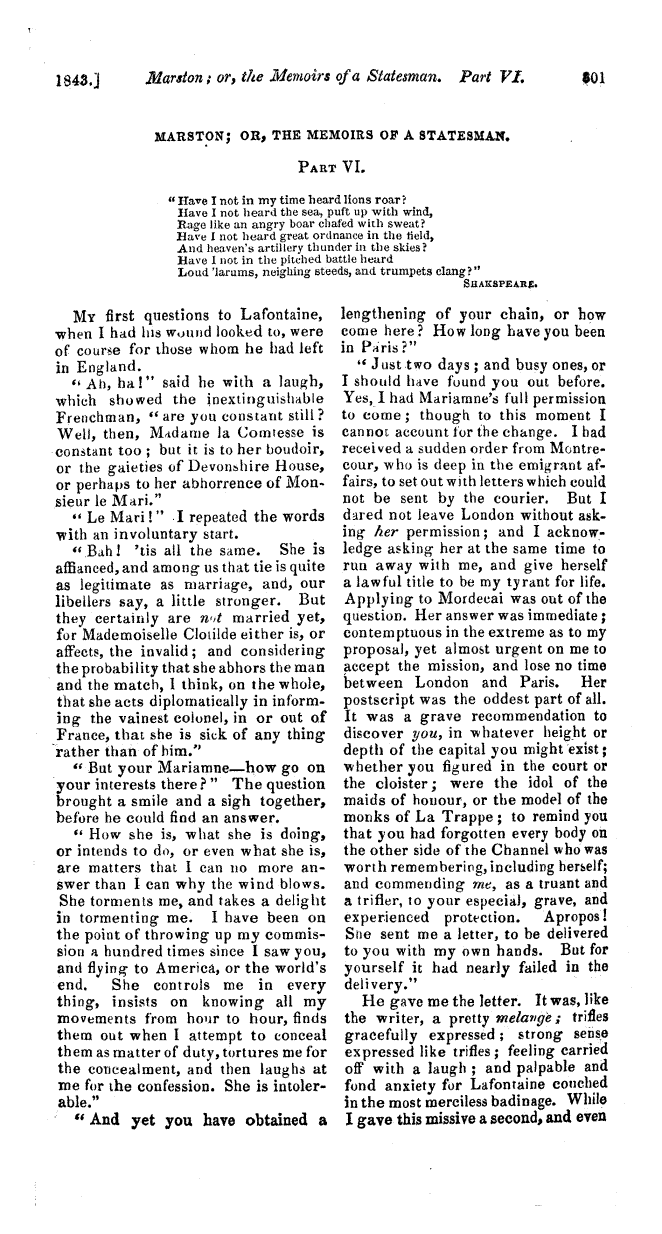 1843.] Marston; or, the Memoirs of a Statesman. Part VI. 301
MARSTON; OR, THE MEMOIRS OF A STATESMAN.
PART VI.
"Have I not in my time heard lions roar?
Have I not heard the sea, puft up with wind,
Rage like an angry boar chafed with sweat?
Have I not heard great ordnance in the field,
And heaven's artillery thunder in the skies?
Have I not in the pitched battle heard
Loud 'larums, neighing steeds, and trumpets clang?"
SHAKSPEARE.
MY first questions to Lafontaine,
when I had his wound looked to, were
of course for those whom he had left
in England.
"Ah, ha!" said he with a laugh,
which showed the inextinguishable
Frenchman, "are you constant still?
Well, then, Madame la Comtesse is
constant too; but it is to her boudoir,
or the gaieties of Devonshire House,
or perhaps to her abhorrence of Mon-
sieur le Mari."
"Le Mari!" I repeated the words
with an involuntary start.
"Bah! 'tis all the same. She is
affianced, and among us that tie is quite
as legitimate as marriage, and, our
libellers say, a little stronger. But
they certainly are not married yet,
for Mademoiselle Clotilde either is, or
affects, the invalid; and considering
the probability that she abhors the man
and the match, I think, on the whole,
that she acts diplomatically in inform-
ing the vainest colonel, in or out of
France, that she is sick of any thing
rather than of him."
"But your Mariamne—how go on
your interests there?" The question
brought a smile and a sigh together,
before he could find an answer.
"How she is, what she is doing,
or intends to do, or even what she is,
are matters that I can no more an-
swer than I can why the wind blows.
She torments me, and takes a delight
in tormenting me. I have been on
the point of throwing up my commis-
sion a hundred times since I saw you,
and flying to America, or the world's
end. She controls me in every
thing, insists on knowing all my
movements from hour to hour, finds
them out when I attempt to conceal
them as matter of duty, tortures me for
the concealment, and then laughs at
me for the confession. She is intoler-
able."
"And yet you have obtained a
lengthening of your chain, or how
come here? How long have you been
in Paris?"
"Just two days; and busy ones, or
I should have found you out before.
Yes, I had Mariamne's full permission
to come; though to this moment I
cannot account for the change. I had
received a sudden order from Montre-
cour, who is deep in the emigrant af-
fairs, to set out with letters which could
not be sent by the courier. But I
dared not leave London without ask-
ing her permission; and I acknow-
ledge asking her at the same time to
run away with me, and give herself
a lawful title to be my tyrant for life.
Applying to Mordecai was out of the
question. Her answer was immediate;
contemptuous in the extreme as to my
proposal, yet almost urgent on me to
accept the mission, and lose no time
between London and Paris. Her
postscript was the oddest part of all.
It was a grave recommendation to
discover you, in whatever height or
depth of the capital you might exist;
whether you figured in the court or
the cloister; were the idol of the
maids of honour, or the model of the
monks of La Trappe; to remind you
that you had forgotten every body on
the other side of the Channel who was
worth remembering, including herself;
and commending me, as a truant and
a trifler, to your especial, grave, and
experienced protection. Apropos!
She sent me a letter, to be delivered
to you with my own hands. But for
yourself it had nearly failed in the
delivery."
He gave me the letter. It was, like
the writer, a pretty melange; trifles
gracefully expressed; strong sense
expressed like trifles; feeling carried
off with a laugh; and palpable and
fond anxiety for Lafontaine couched
in the most merciless badinage. While
I gave this missive a second, and even